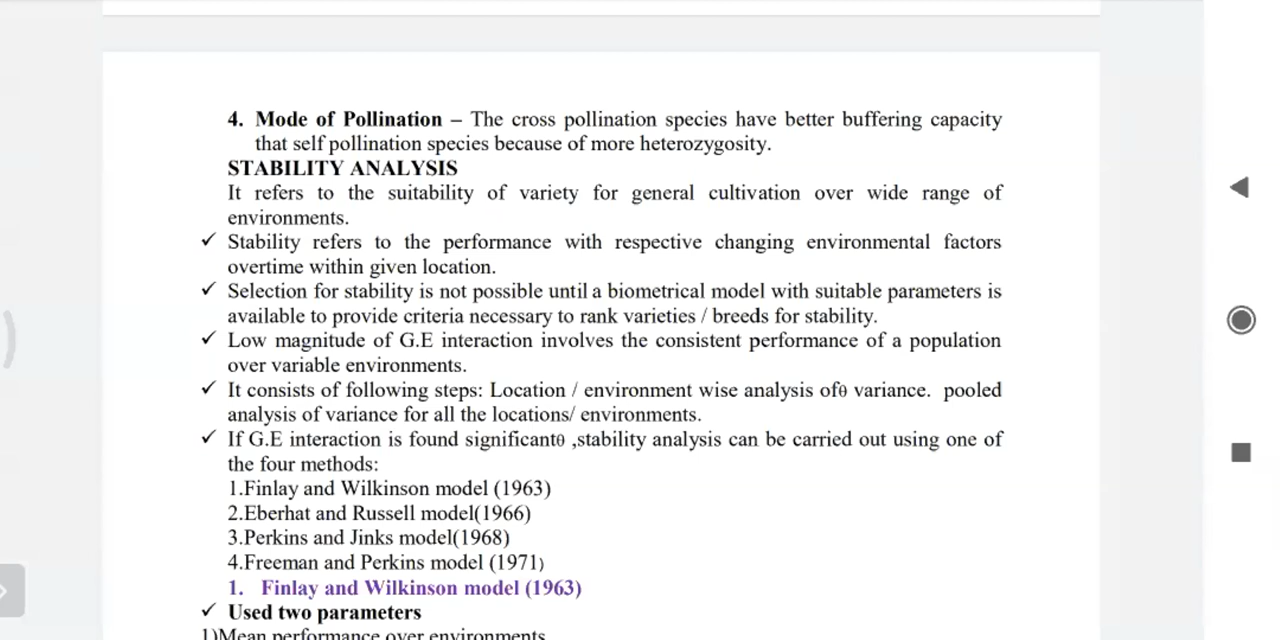 4. Mode of Pollination – The cross pollination species have better buffering capacity
that self pollination species because of more heterozygosity.
STABILITY ANALYSIS
It refers to the suitability of variety for general cultivation over wide range of
environments.
✓ Stability refers to the performance with respective changing environmental factors
overtime within given location.
✓ Selection for stability is not possible until a biometrical model with suitable parameters is
available to provide criteria necessary to rank varieties / breeds for stability.
✓ Low magnitude of G.E interaction involves the consistent performance of a population
over variable environments.
✓ It consists of following steps: Location / environment wise analysis ofθ variance. pooled
analysis of variance for all the locations/ environments.
✓ If G.E interaction is found significantθ ,stability analysis can be carried out using one of
the four methods:
1.Finlay and Wilkinson model (1963)
2.Eberhat and Russell model(1966)
3.Perkins and Jinks model(1968)
4.Freeman and Perkins model (1971)
1. Finlay and Wilkinson model (1963)
✓ Used two parameters
1)Mean performance over environments